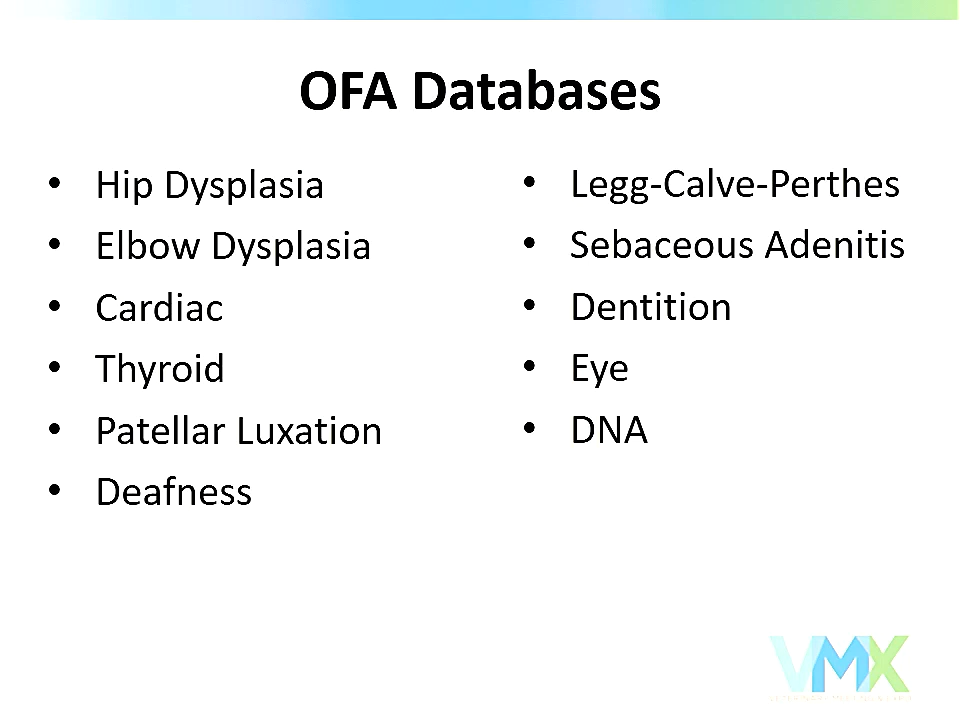 OFA Databases
• Hip Dysplasia
• Elbow Dysplasia
• Cardiac
• Thyroid
• Patellar Luxation
• Deafness
• Legg-Calve-Perthes
• Sebaceous Adenitis
• Dentition
• Eye
• DNA
VMX